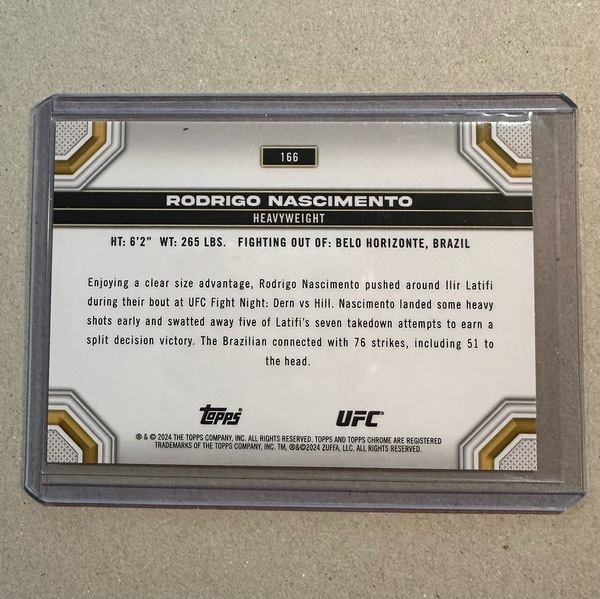 166
RODRIGO NASCIMENTO
HEAVYWEIGHT
HT: 6'2" WT: 265 LBS. FIGHTING OUT OF: BELO HORIZONTE, BRAZIL
Enjoying a clear size advantage, Rodrigo Nascimento pushed around Ilir Latifi
during their bout at UFC Fight Night: Dern vs Hill. Nascimento landed some heavy
shots early and swatted away five of Latifi's seven takedown attempts to earn a
split decision victory. The Brazilian connected with 76 strikes, including 51 to
the head.
Topps UFC
® & © 2024 THE TOPPS COMPANY, INC. ALL RIGHTS RESERVED. TOPPS AND TOPPS CHROME ARE REGISTERED
TRADEMARKS OF THE TOPPS COMPANY, INC. TM, ®&©2024 ZUFFA, LLC. ALL RIGHTS RESERVED.